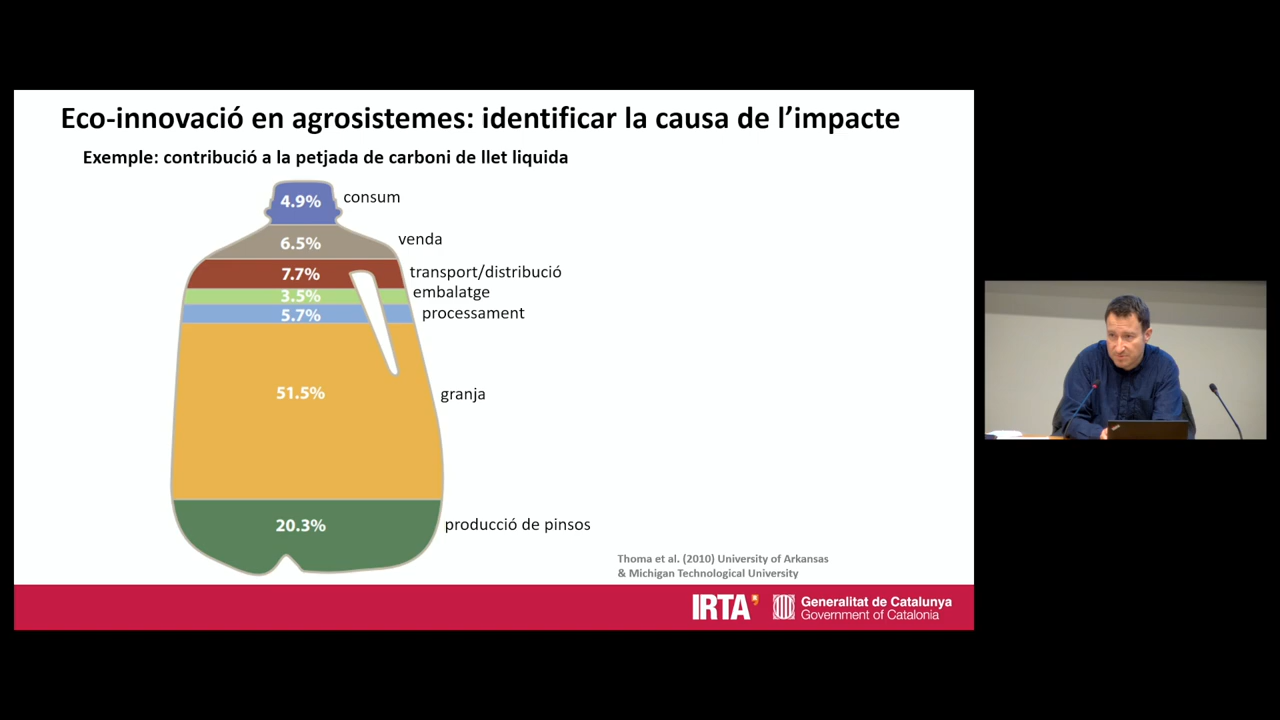 Eco-innovació en agrosistemes: identificar la causa de l’impacte
Exemple: contribució a la petjada de carboni de llet liquida
4.9% consum
6.5% venda
7.7% transport/distribució
3.5% embalatge
5.7% processament
51.5% granja
20.3% producció de pinsos
Thoma et al. (2010) University of Arkansas
& Michigan Technological University
IRTA
Generalitat de Catalunya
Government of Catalonia